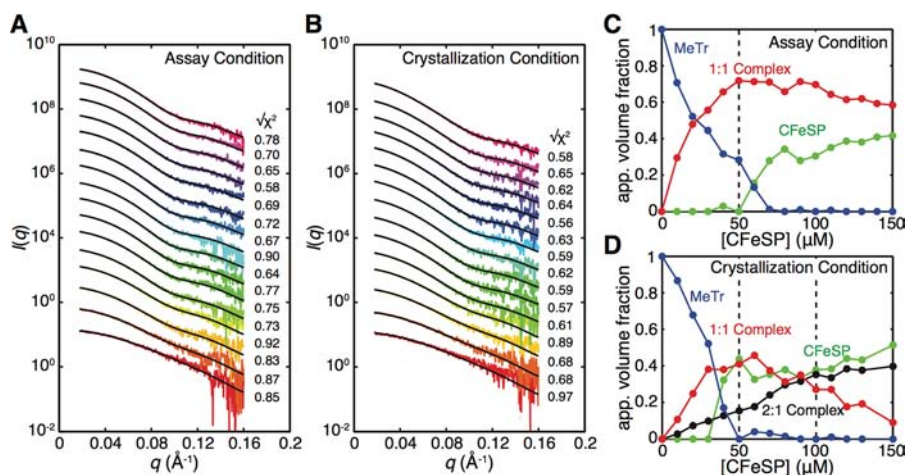 A
I(q)
10¹⁰
10⁸
10⁶
10⁴
10²
10⁰
10⁻²
Assay Condition
√χ²
0.78
0.70
0.65
0.58
0.69
0.72
0.67
0.90
0.64
0.77
0.75
0.73
0.92
0.83
0.87
0.85
0 0.04 0.08 0.12 0.16 0.2
q (Å⁻¹)
B
I(q)
10¹⁰
10⁸
10⁶
10⁴
10²
10⁰
10⁻²
Crystallization Condition
√χ²
0.58
0.65
0.62
0.64
0.56
0.63
0.59
0.62
0.59
0.57
0.61
0.89
0.68
0.68
0.97
0 0.04 0.08 0.12 0.16 0.2
q (Å⁻¹)
C
app. volume fraction
1
0.8
0.6
0.4
0.2
0
MeTr
Assay Condition
1:1 Complex
CFeSP
0 50 100 150
[CFeSP] (µM)
D
app. volume fraction
1
0.8
0.6
0.4
0.2
0
Crystallization Condition
MeTr
1:1 Complex
CFeSP
2:1 Complex
0 50 100 150
[CFeSP] (µM)